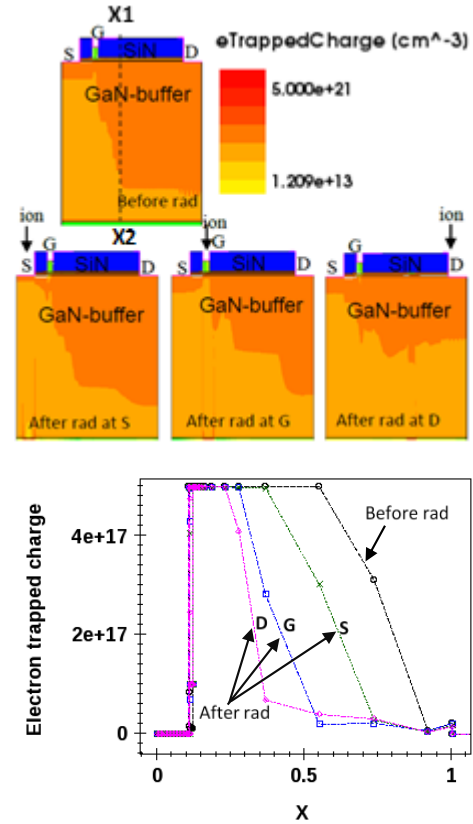 X1
G
S SiN D
eTrappedCharge (cm^-3)
5.000e+21
1.209e+13
GaN-buffer
Before rad
ion ion ion
X2
G G G
S SiN D S SiN D S SiN D
GaN-buffer GaN-buffer GaN-buffer
After rad at S After rad at G After rad at D
Electron trapped charge
4e+17
2e+17
0
Before rad
D G S
After rad
0 0.5 1
X